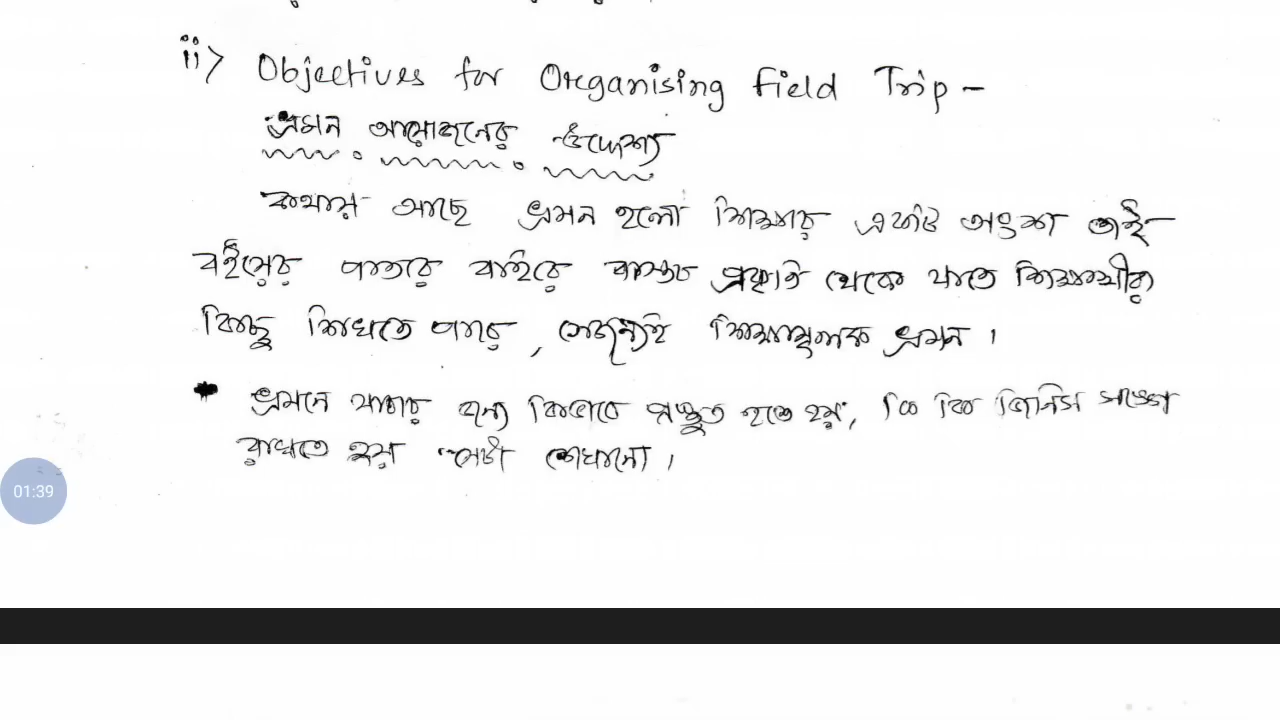 ii> Objectives for Organising Field Trip -
ভ্রমন আয়োজনের উদ্দেশ্য
কথায় আছে ভ্রমন হলো শিক্ষার একটি অংশ তাই
বইয়ের পাতার বাইরে বাস্তব প্রকৃতি থেকে যাতে শিক্ষার্থীরা
কিছু শিখতে পারে, সেজন্যই শিক্ষামূলক ভ্রমন।
ভ্রমনে যাবার জন্য কিভাবে প্রস্তুত হতে হয়, কি কি জিনিস সঙ্গে
রাখতে হয় সেটা শেখানো।
01:39